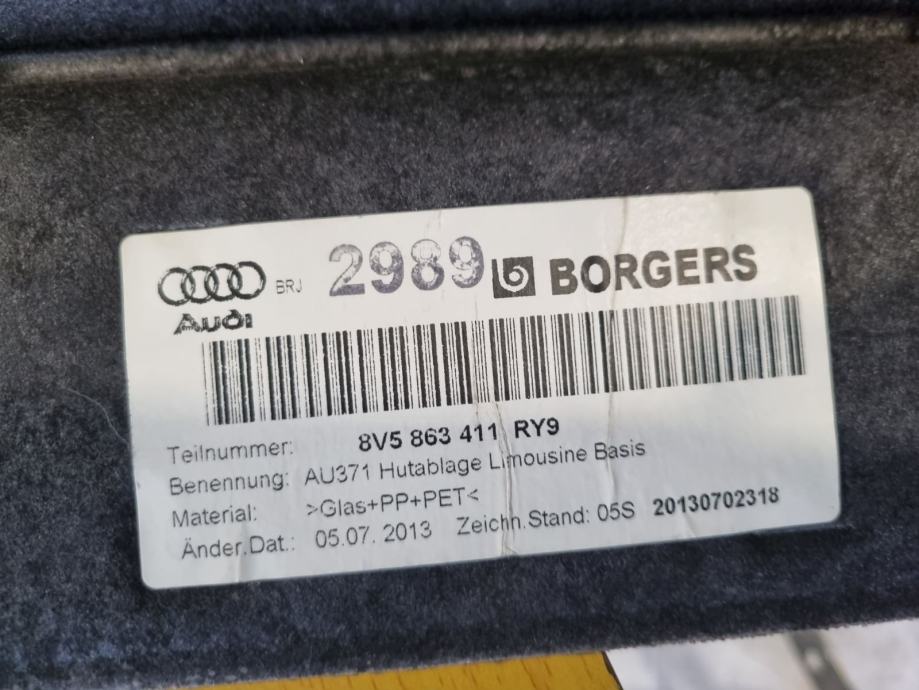 BRJ 2989 BORGERS
Audi
Teilnummer: 8V5 863 411 RY9
Benennung: AU371 Hutablage Limousine Basis
Material: >Glas+PP+PET<
Änder.Dat.: 05.07. 2013 Zeichn.Stand: 05S 20130702318